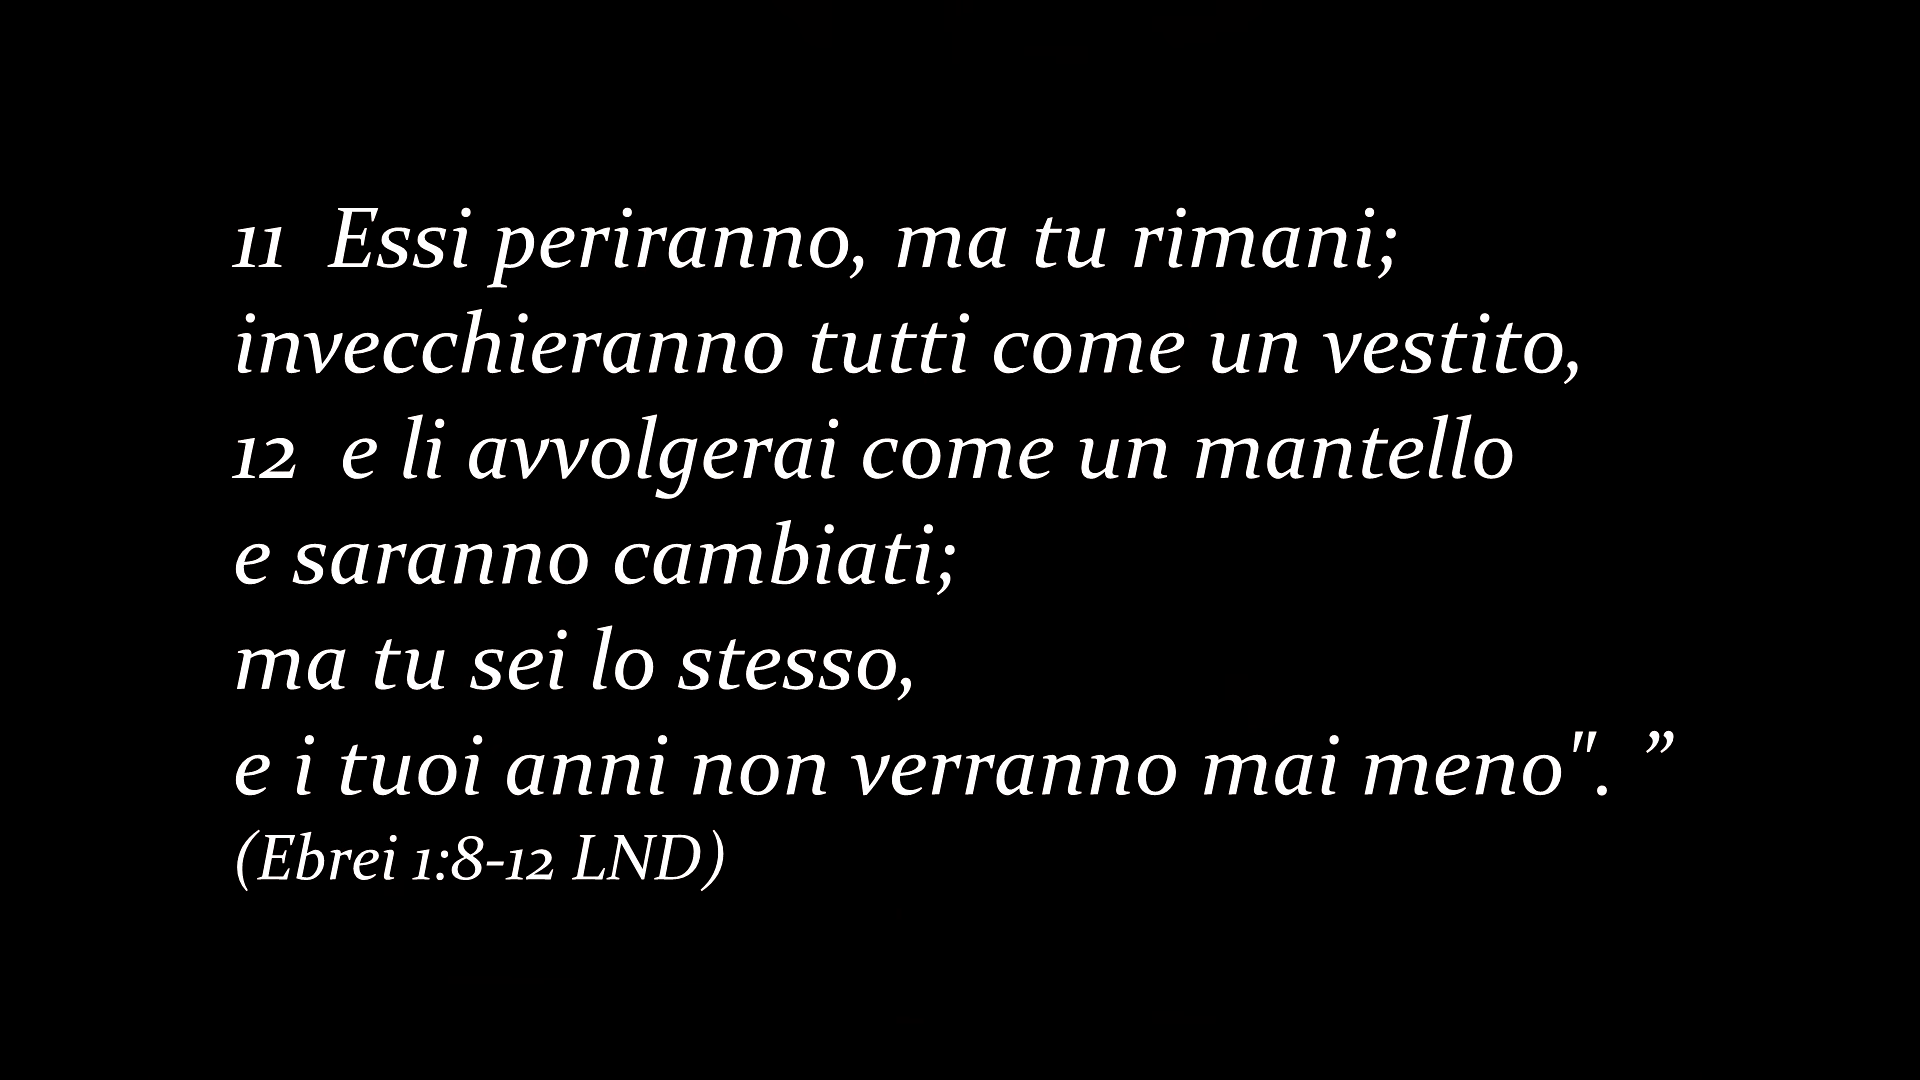 11  Essi periranno, ma tu rimani;
invecchieranno tutti come un vestito,
12  e li avvolgerai come un mantello
e saranno cambiati;
ma tu sei lo stesso,
e i tuoi anni non verranno mai meno".  ”
(Ebrei 1:8-12 LND)